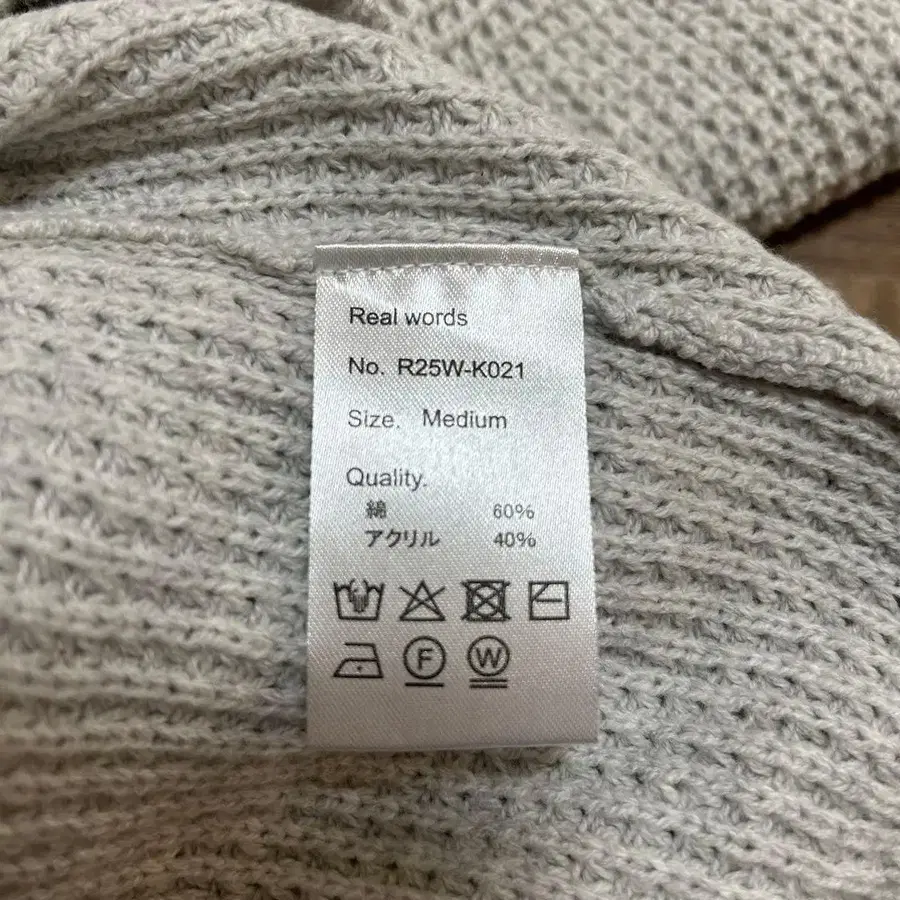 Real words
No. R25W-K021
Size. Medium
Quality.
綿 60%
アクリル 40%
F W